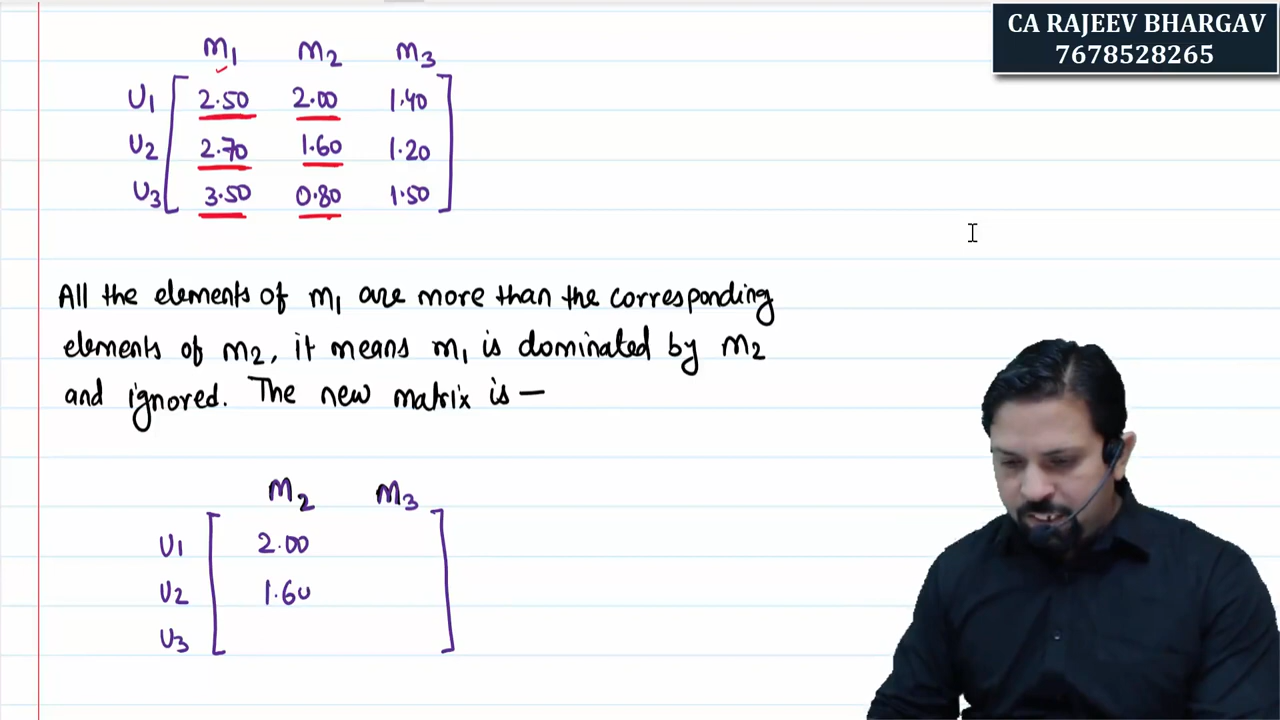 CA RAJEEV BHARGAV
7678528265
m1 m2 m3
U1 2.50 2.00 1.40
U2 2.70 1.60 1.20
U3 3.50 0.80 1.50
All the elements of m1 are more than the corresponding
elements of m2, it means m1 is dominated by m2
and ignored. The new matrix is —
m2 m3
U1 2.00
U2 1.60
U3